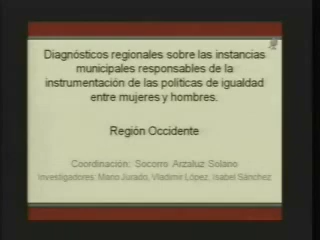 Diagnósticos regionales sobre las instancias
municipales responsables de la
instrumentación de las políticas de igualdad
entre mujeres y hombres.
Región Occidente
Coordinación: Socorro Arzaluz Solano
Investigadores: Mario Jurado, Vladimir López, Isabel Sánchez